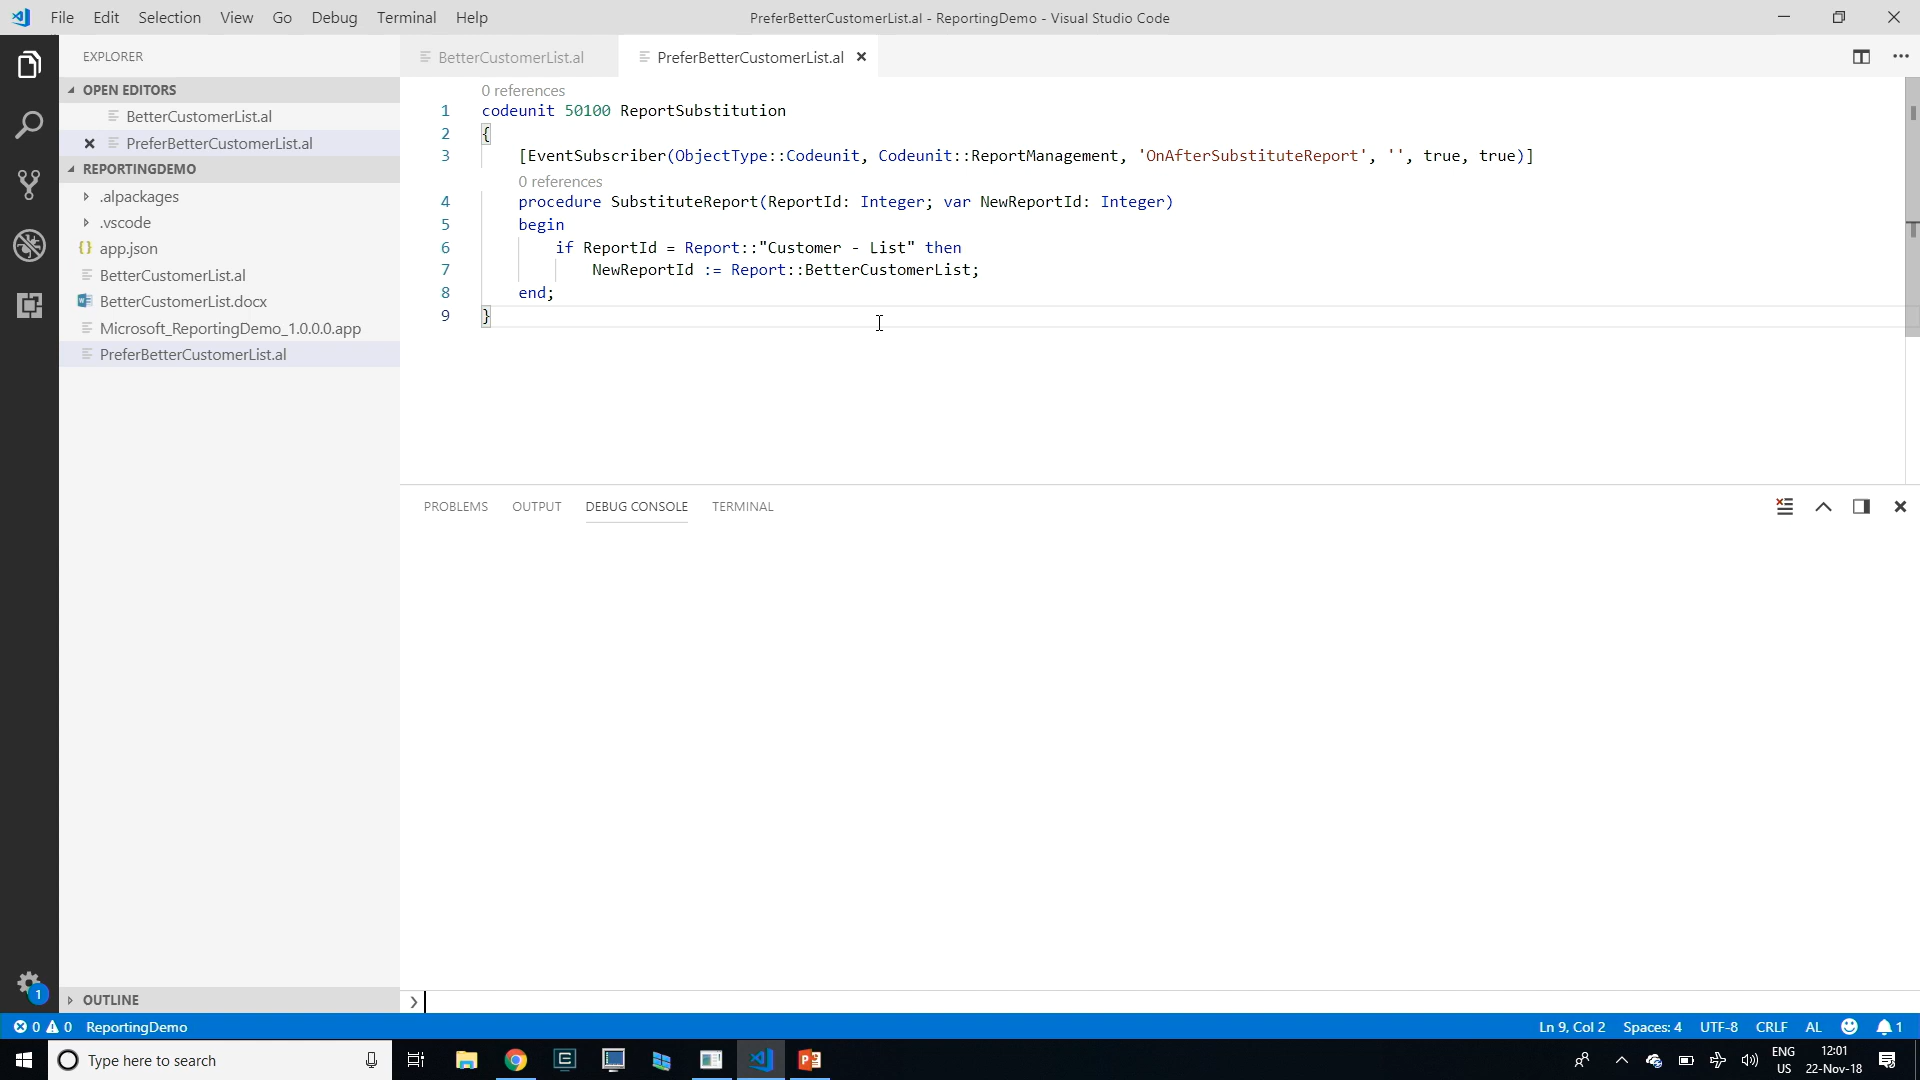 File Edit Selection View Go Debug Terminal Help
PreferBetterCustomerList.al - ReportingDemo - Visual Studio Code
EXPLORER
OPEN EDITORS
BetterCustomerList.al
PreferBetterCustomerList.al
REPORTINGDEMO
.alpackages
.vscode
app.json
BetterCustomerList.al
BetterCustomerList.docx
Microsoft_ReportingDemo_1.0.0.0.app
PreferBetterCustomerList.al
OUTLINE
BetterCustomerList.al
PreferBetterCustomerList.al
0 references
1 codeunit 50100 ReportSubstitution
2 {
3 [EventSubscriber(ObjectType::Codeunit, Codeunit::ReportManagement, 'OnAfterSubstituteReport', '', true, true)]
0 references
4 procedure SubstituteReport(ReportId: Integer; var NewReportId: Integer)
5 begin
6 if ReportId = Report::"Customer - List" then
7 NewReportId := Report::BetterCustomerList;
8 end;
9 }
PROBLEMS OUTPUT DEBUG CONSOLE TERMINAL
1
0 0 ReportingDemo
Ln 9, Col 2 Spaces: 4 UTF-8 CRLF AL 1
Type here to search
ENG
US
12:01
22-Nov-18